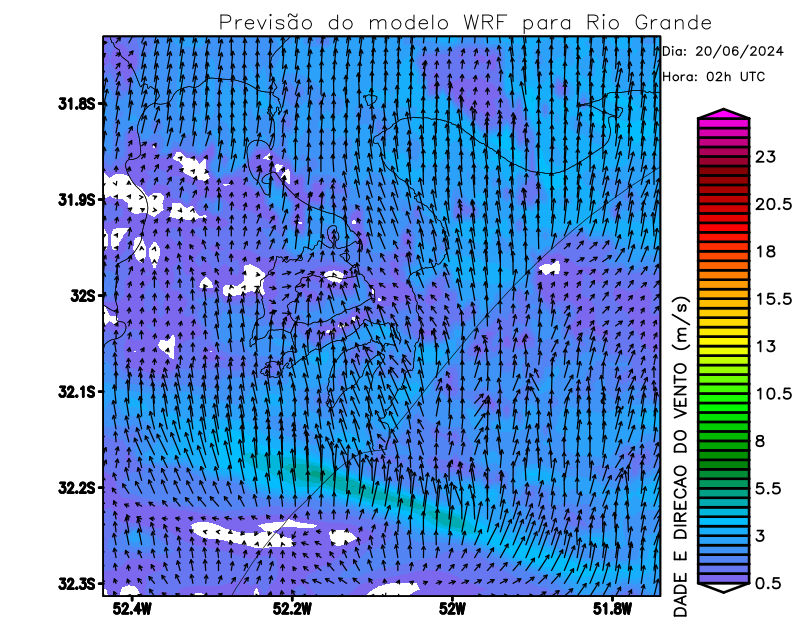 Previsão do modelo WRF para Rio Grande
Dia: 20/06/2024
Hora: 02h UTC
31.8S
31.9S
32S
32.1S
32.2S
32.3S
52.4W
52.2W
52W
51.8W
DADE E DIRECAO DO VENTO (m/s)
23
20.5
18
15.5
13
10.5
8
5.5
3
0.5